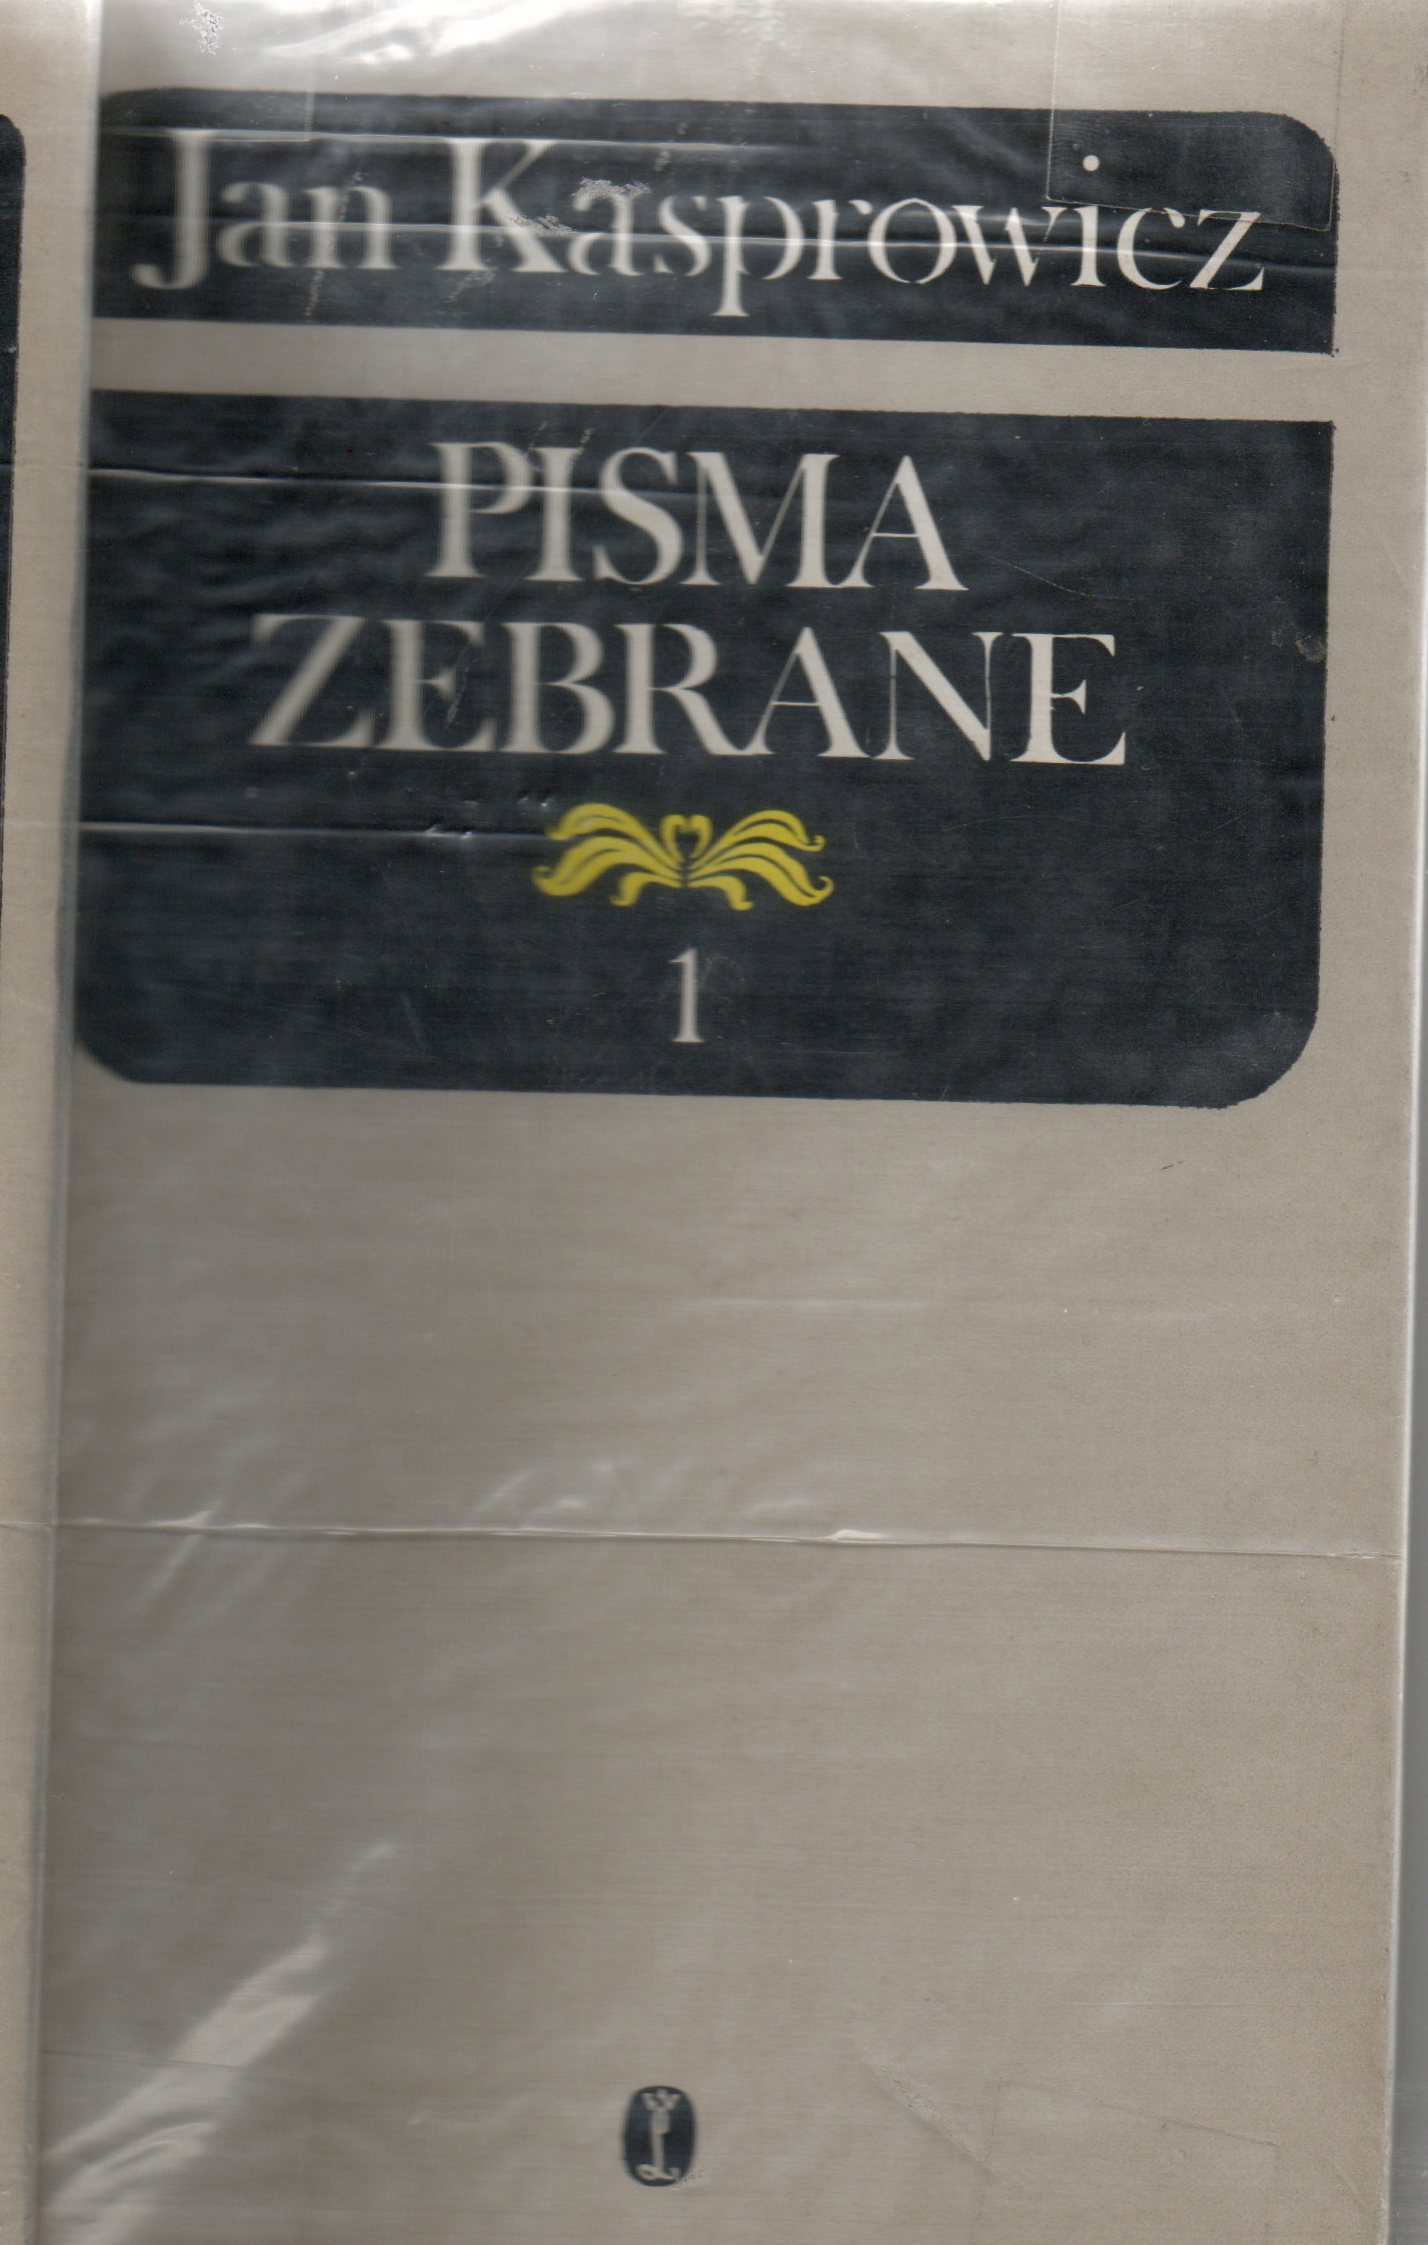 Jan Kasprowicz
PISMA
ZEBRANE
1